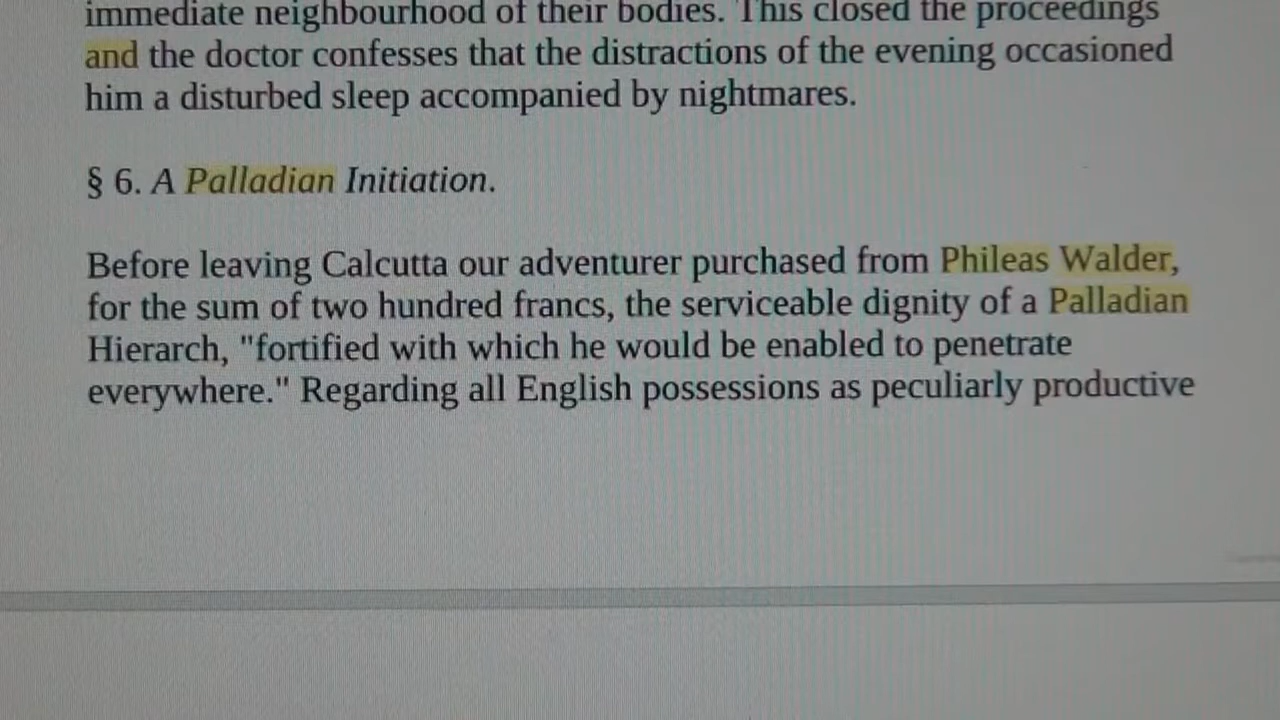 immediate neighbourhood of their bodies. This closed the proceedings
and the doctor confesses that the distractions of the evening occasioned
him a disturbed sleep accompanied by nightmares.
§ 6. A Palladian Initiation.
Before leaving Calcutta our adventurer purchased from Phileas Walder,
for the sum of two hundred francs, the serviceable dignity of a Palladian
Hierarch, "fortified with which he would be enabled to penetrate
everywhere." Regarding all English possessions as peculiarly productive